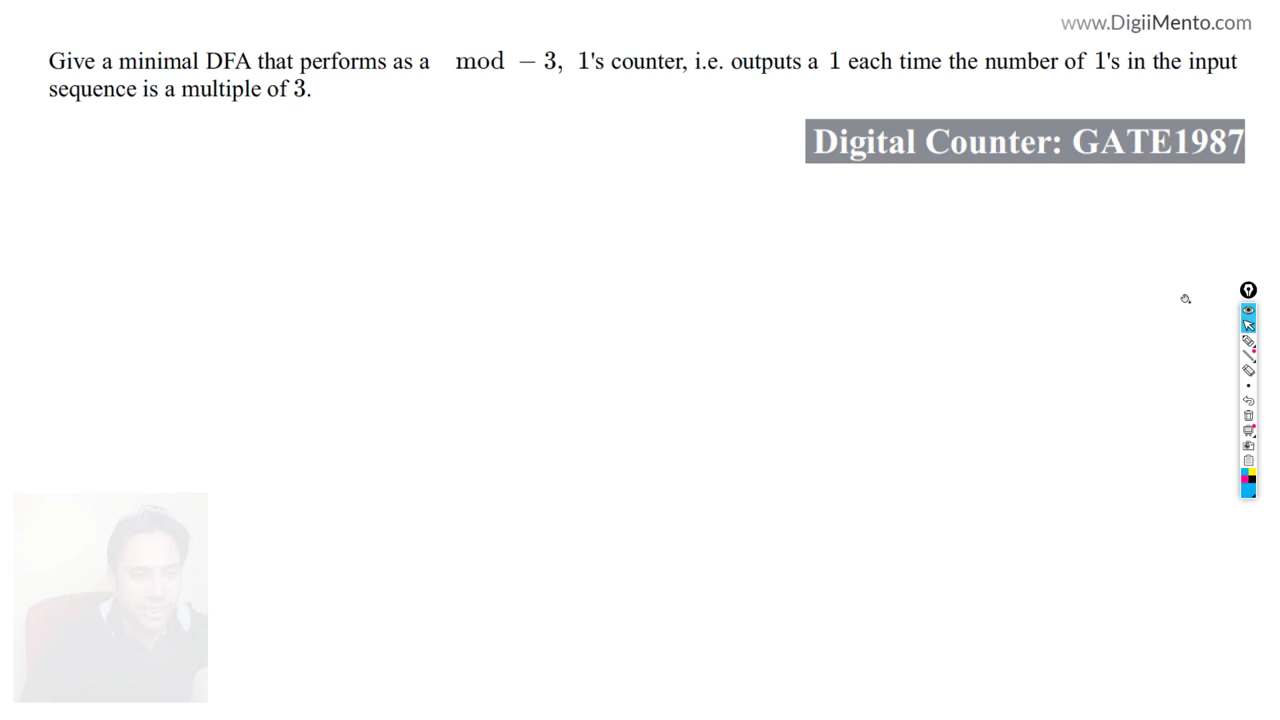 www.DigiiMento.com
Give a minimal DFA that performs as a mod − 3, 1's counter, i.e. outputs a 1 each time the number of 1's in the input
sequence is a multiple of 3.
Digital Counter: GATE1987